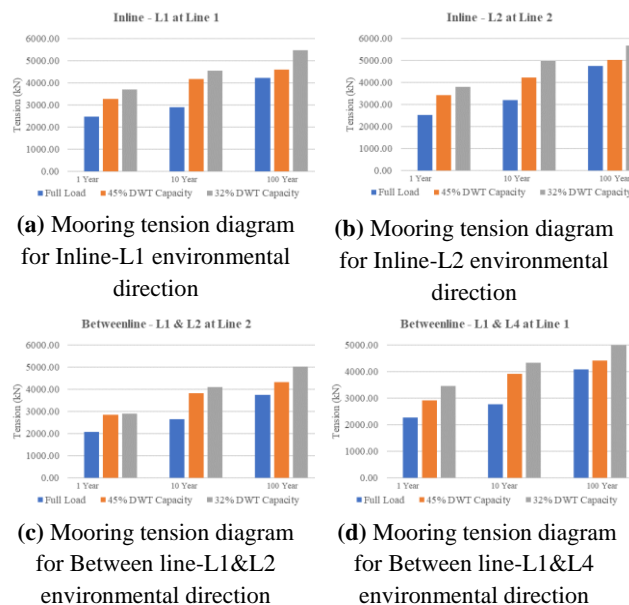 Inline - L1 at Line 1
Tension (kN)
6000.00
5000.00
4000.00
3000.00
2000.00
1000.00
0.00
1 Year
10 Year
100 Year
Full Load
45% DWT Capacity
32% DWT Capacity
(a) Mooring tension diagram
for Inline-L1 environmental
direction
Inline - L2 at Line 2
Tension (kN)
6000.00
5000.00
4000.00
3000.00
2000.00
1000.00
0.00
1 Year
10 Year
100 Year
Full Load
45% DWT Capacity
32% DWT Capacity
(b) Mooring tension diagram
for Inline-L2 environmental
direction
Betweenline - L1 & L2 at Line 2
Tension (kN)
6000.00
5000.00
4000.00
3000.00
2000.00
1000.00
0.00
1 Year
10 Year
100 Year
Full Load
45% DWT Capacity
32% DWT Capacity
(c) Mooring tension diagram
for Between line-L1&L2
environmental direction
Betweenline - L1 & L4 at Line 1
Tension (kN)
5000.00
4000.00
3000.00
2000.00
1000.00
0.00
1 Year
10 Year
100 Year
Full Load
45% DWT Capacity
32% DWT Capacity
(d) Mooring tension diagram
for Between line-L1&L4
environmental direction